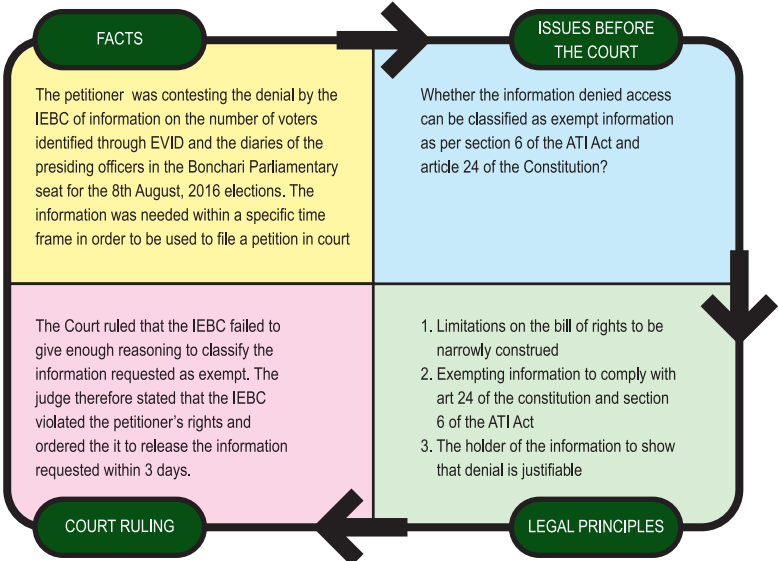 FACTS
The petitioner was contesting the denial by the
IEBC of information on the number of voters
identified through EVID and the diaries of the
presiding officers in the Bonchari Parliamentary
seat for the 8th August, 2016 elections. The
information was needed within a specific time
frame in order to be used to file a petition in court
ISSUES BEFORE
THE COURT
Whether the information denied access
can be classified as exempt information
as per section 6 of the ATI Act and
article 24 of the Constitution?
1. Limitations on the bill of rights to be
narrowly construed
2. Exempting information to comply with
art 24 of the constitution and section
6 of the ATI Act
3. The holder of the information to show
that denial is justifiable
LEGAL PRINCIPLES
The Court ruled that the IEBC failed to
give enough reasoning to classify the
information requested as exempt. The
judge therefore stated that the IEBC
violated the petitioner's rights and
ordered the it to release the information
requested within 3 days.
COURT RULING